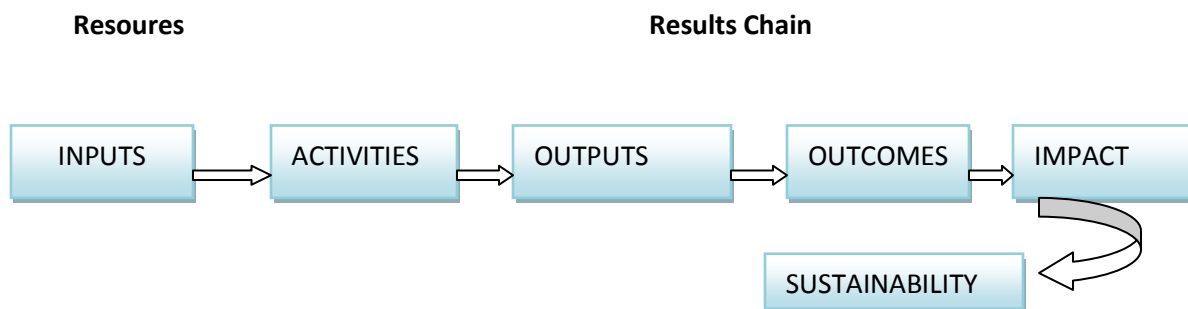 Resoures Results Chain
INPUTS ACTIVITIES OUTPUTS OUTCOMES IMPACT
SUSTAINABILITY